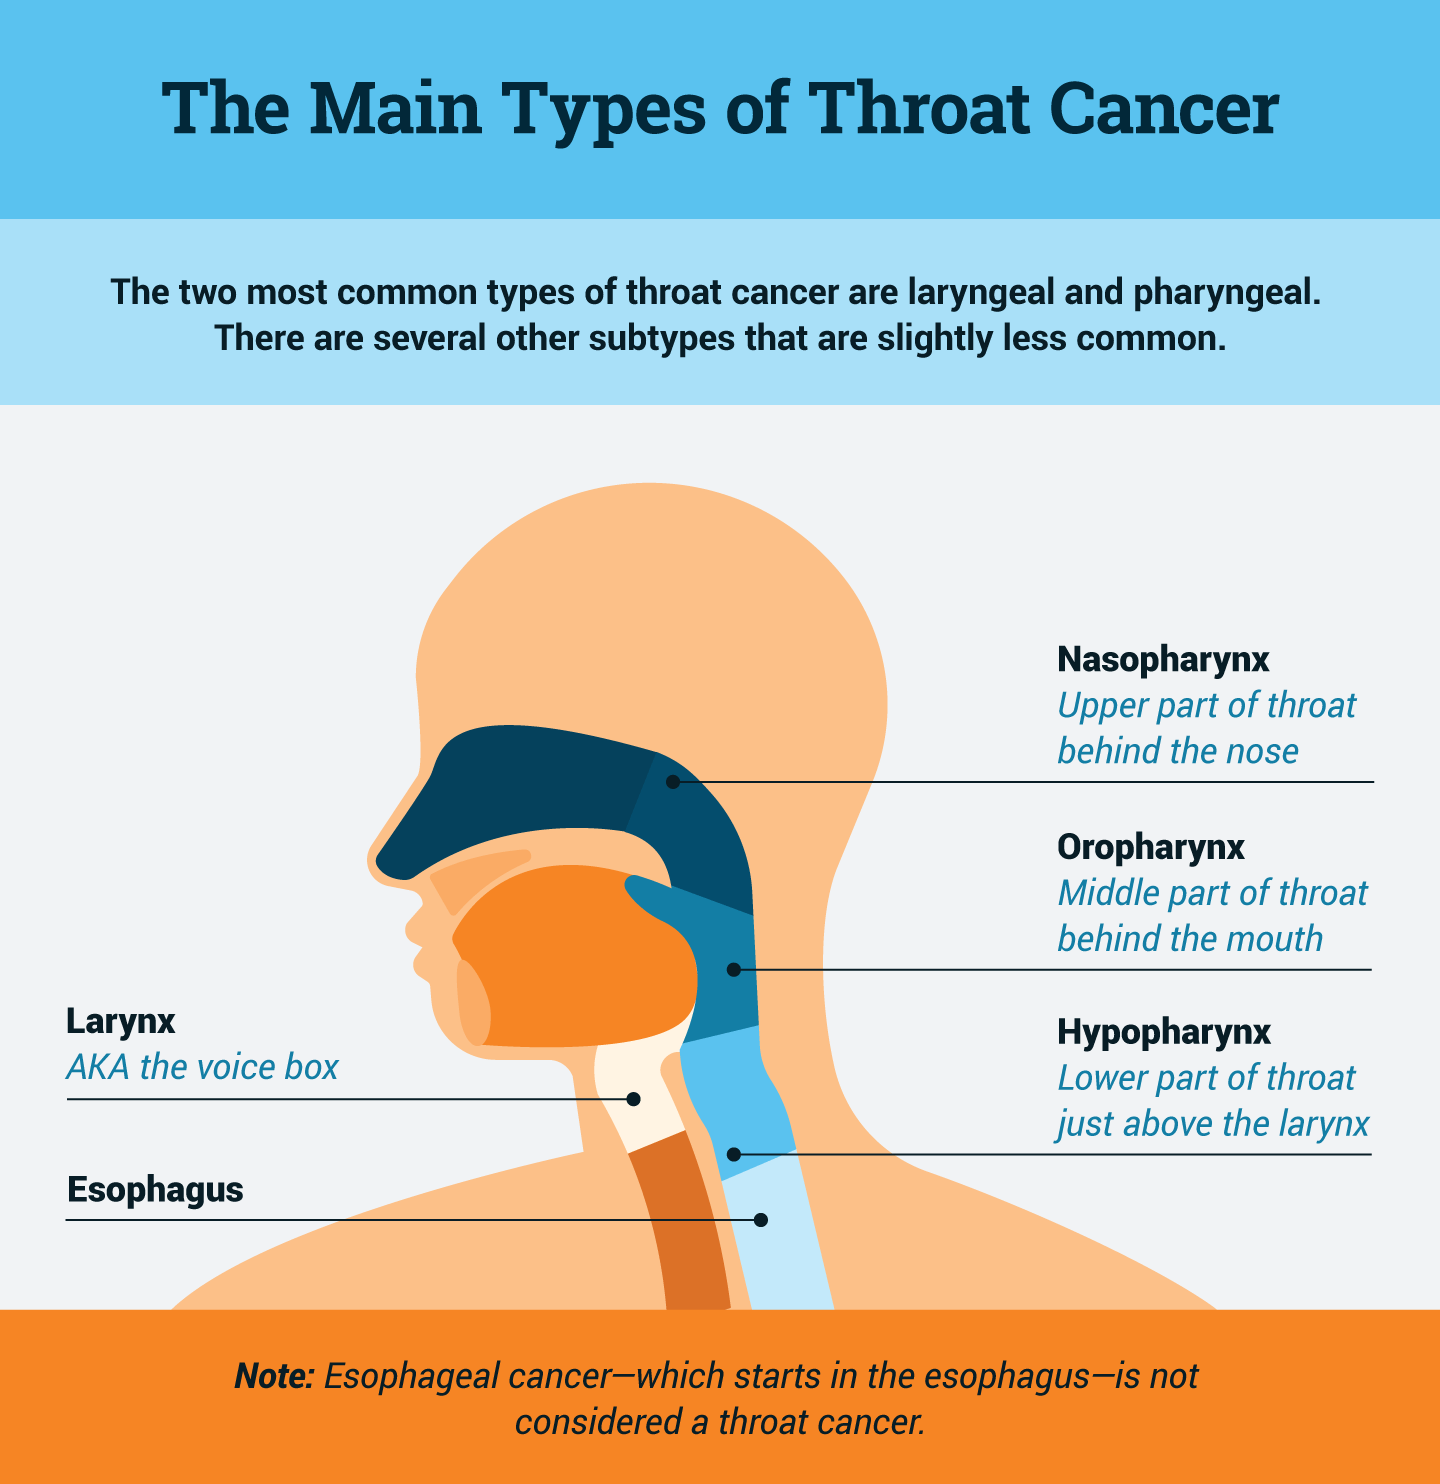 The Main Types of Throat Cancer
The two most common types of throat cancer are laryngeal and pharyngeal.
There are several other subtypes that are slightly less common.
Nasopharynx
Upper part of throat
behind the nose
Oropharynx
Middle part of throat
behind the mouth
Larynx
AKA the voice box
Hypopharynx
Lower part of throat
just above the larynx
Esophagus
Note: Esophageal cancer—which starts in the esophagus—is not
considered a throat cancer.